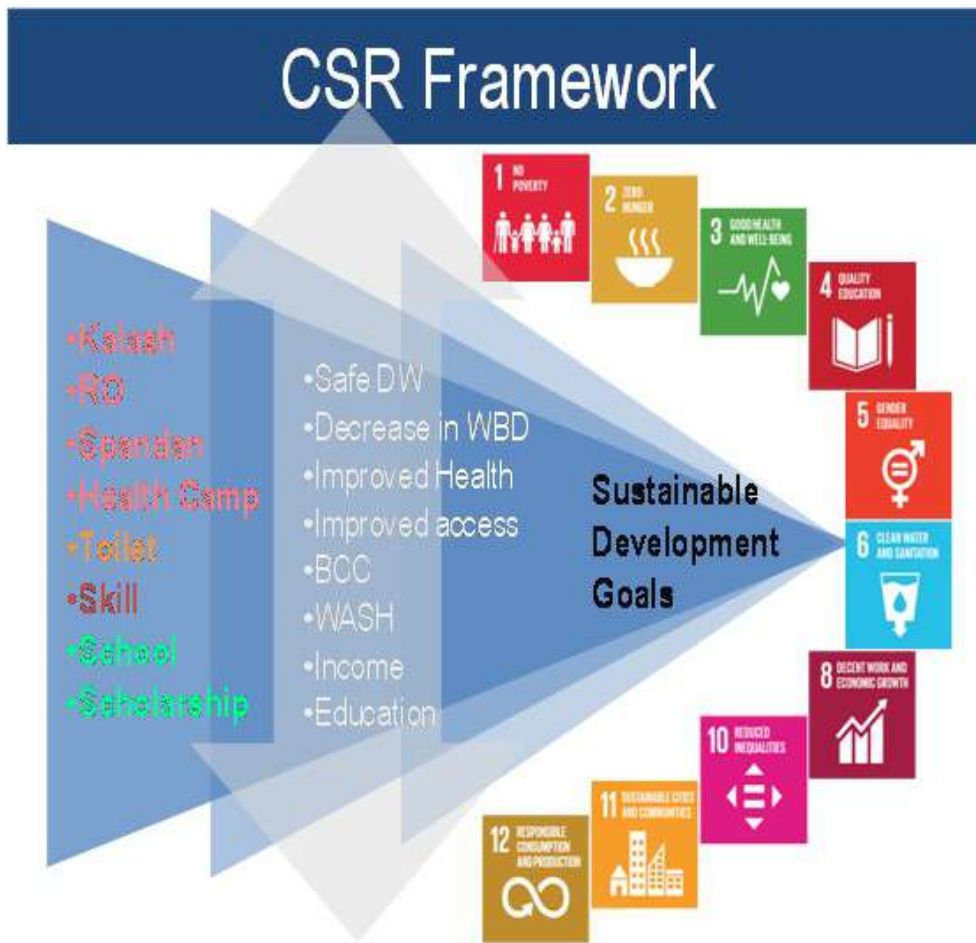 CSR Framework
•Kalash
•RO
•Spandan
•Health Camp
•Toilet
•Skill
•School
•Scholarship
•Safe DW
•Decrease in WBD
•Improved Health
•Improved access
•BCC
•WASH
•Income
•Education
Sustainable
Development
Goals
1 NO
POVERTY
2 ZERO
HUNGER
3 GOOD HEALTH
AND WELL-BEING
4 QUALITY
EDUCATION
5 GENDER
EQUALITY
6 CLEAN WATER
AND SANITATION
8 DECENT WORK AND
ECONOMIC GROWTH
10 REDUCED
INEQUALITIES
11 SUSTAINABLE CITIES
AND COMMUNITIES
12 RESPONSIBLE
CONSUMPTION
AND PRODUCTION